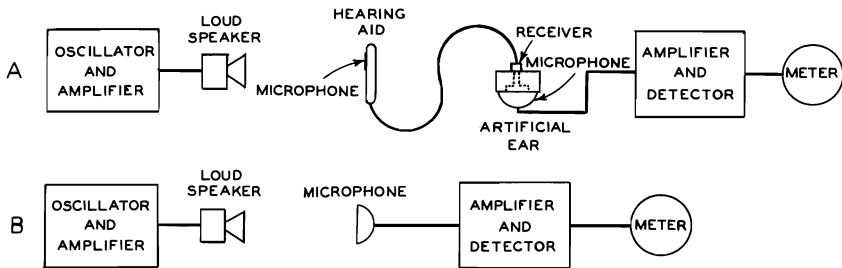 A
OSCILLATOR
AND
AMPLIFIER
LOUD
SPEAKER
HEARING
AID
MICROPHONE
RECEIVER
MICROPHONE
ARTIFICIAL
EAR
AMPLIFIER
AND
DETECTOR
METER
B
OSCILLATOR
AND
AMPLIFIER
LOUD
SPEAKER
MICROPHONE
AMPLIFIER
AND
DETECTOR
METER